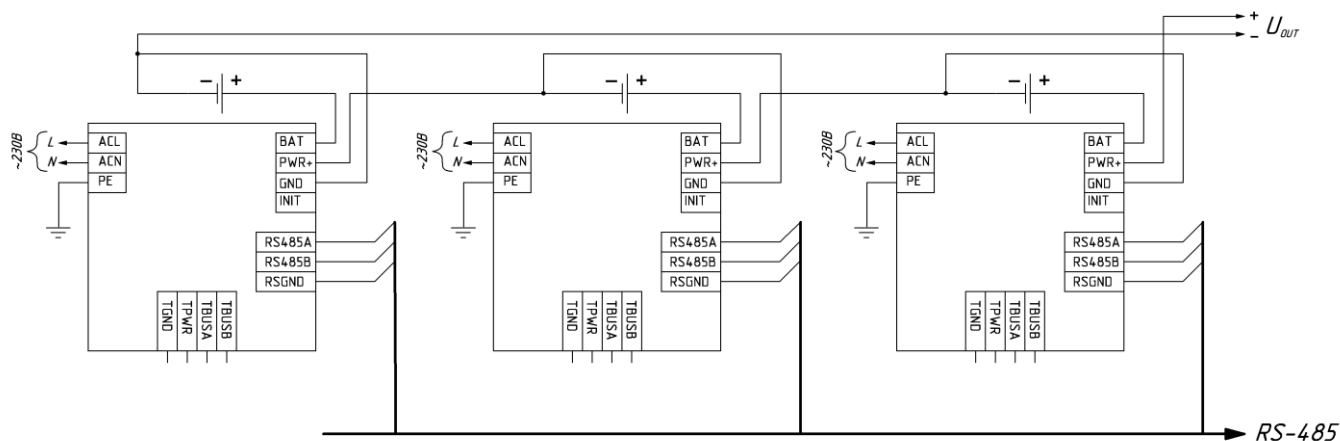 +
- U OUT
- +
- +
- +
~230В L ACL BAT
N ACN PWR+
PE GND
INIT
RS485A
RS485B
RSGND
TGND TPWR TBUSA TBUSB
~230В L ACL BAT
N ACN PWR+
PE GND
INIT
RS485A
RS485B
RSGND
TGND TPWR TBUSA TBUSB
~230В L ACL BAT
N ACN PWR+
PE GND
INIT
RS485A
RS485B
RSGND
TGND TPWR TBUSA TBUSB
RS-485